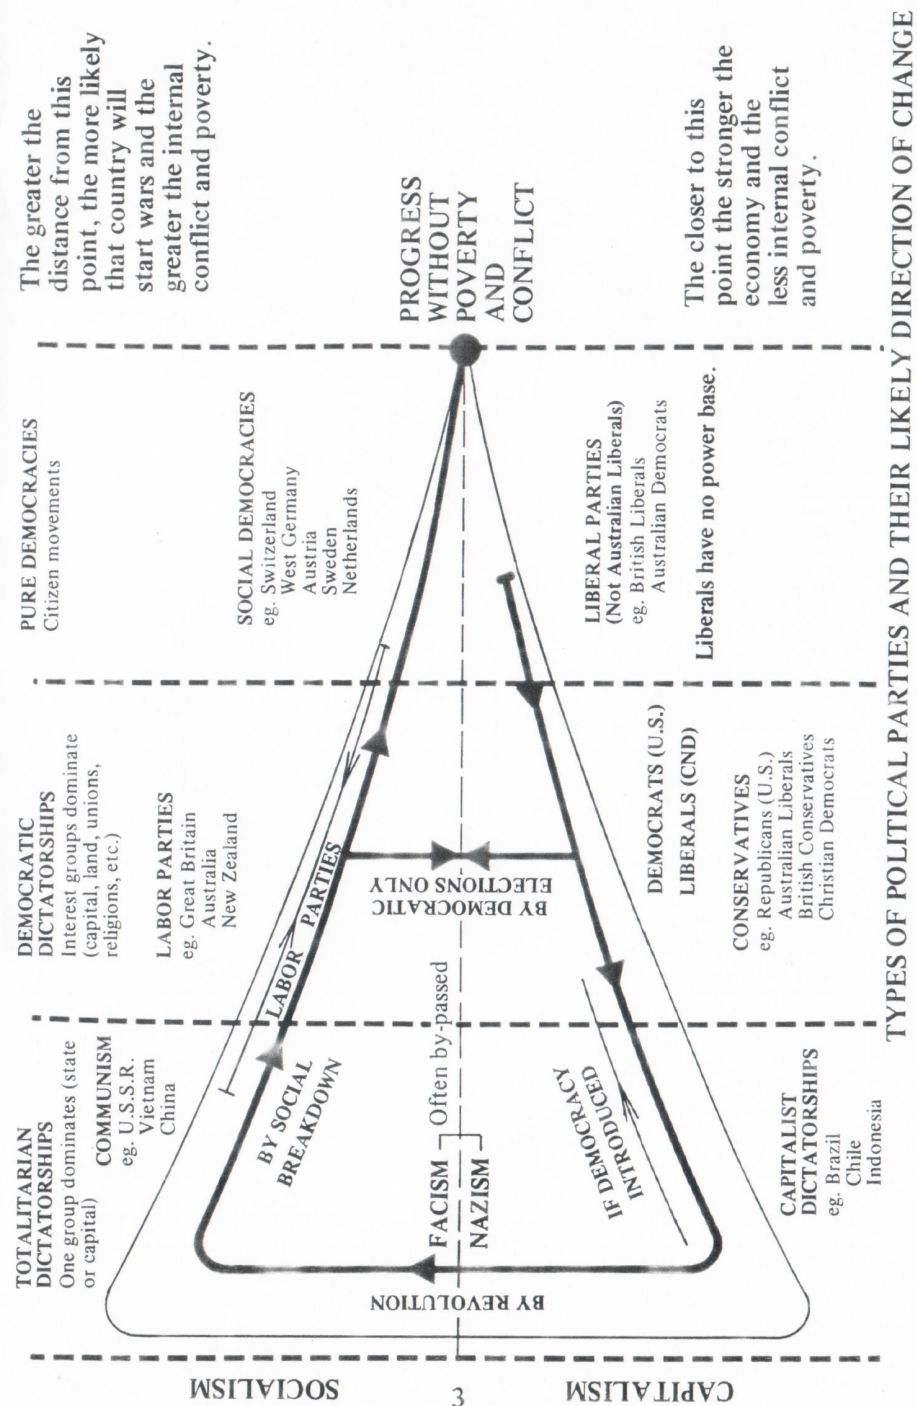 TOTALITARIAN
DICTATORSHIPS
One group dominates (state
or capital)
COMMUNISM
eg. U.S.S.R.
Vietnam
China
DEMOCRATIC
DICTATORSHIPS
Interest groups dominate
(capital, land, unions,
religions, etc.)
LABOR PARTIES
eg. Great Britain
Australia
New Zealand
PURE DEMOCRACIES
Citizen movements
SOCIAL DEMOCRACIES
eg. Switzerland
West Germany
Austria
Sweden
Netherlands
The greater the
distance from this
point, the more likely
that country will
start wars and the
greater the internal
conflict and poverty.
SOCIALISM
LABOR PARTIES
BY SOCIAL
BREAKDOWN
BY REVOLUTION
FACISM
NAZISM
Often by-passed
BY DEMOCRATIC
ELECTIONS ONLY
PROGRESS
WITHOUT
POVERTY
AND
CONFLICT
IF DEMOCRACY
INTRODUCED
CAPITALISM
CAPITALIST
DICTATORSHIPS
eg. Brazil
Chile
Indonesia
DEMOCRATS (U.S.)
LIBERALS (CND)
CONSERVATIVES
eg. Republicans (U.S.)
Australian Liberals
British Conservatives
Christian Democrats
LIBERAL PARTIES
(Not Australian Liberals)
eg. British Liberals
Australian Democrats
Liberals have no power base.
The closer to this
point the stronger the
economy and the
less internal conflict
and poverty.
TYPES OF POLITICAL PARTIES AND THEIR LIKELY DIRECTION OF CHANGE
3